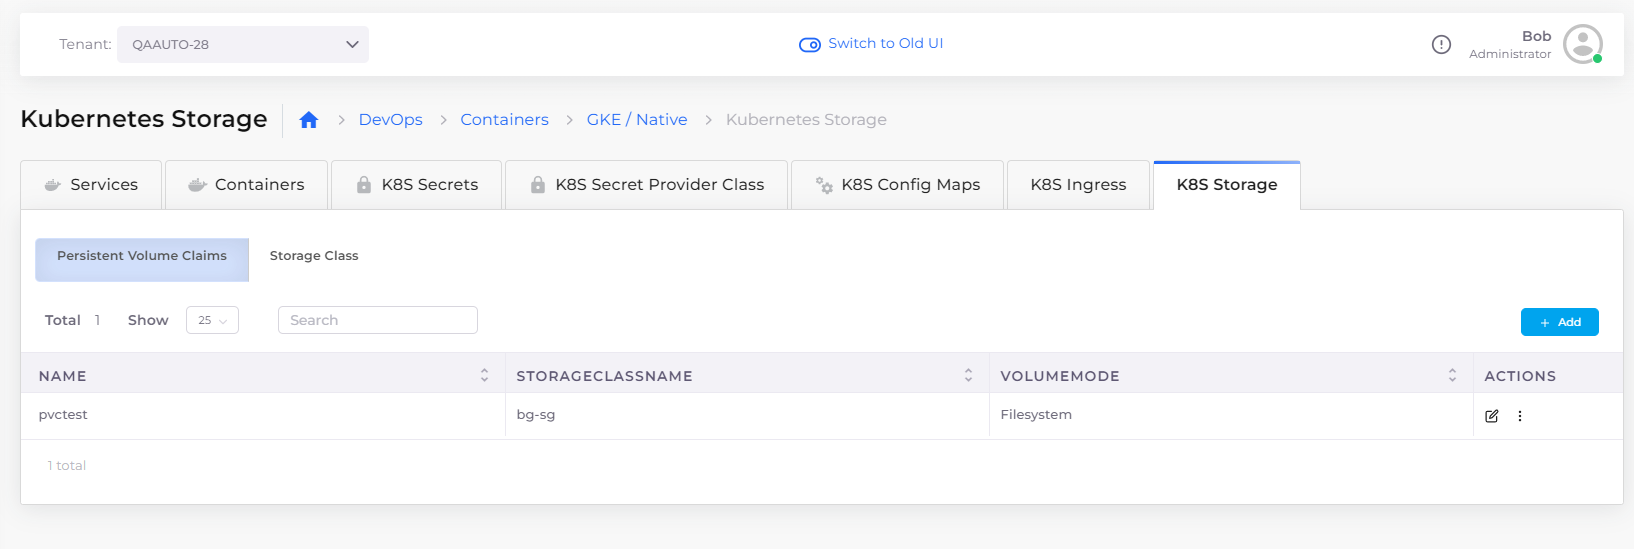 Tenant: QAAUTO-28 Switch to Old UI Bob
Administrator
Kubernetes Storage DevOps > Containers > GKE / Native > Kubernetes Storage
Services Containers K8S Secrets K8S Secret Provider Class K8S Config Maps K8S Ingress K8S Storage
Persistent Volume Claims Storage Class
Total 1 Show 25 Search + Add
NAME STORAGECLASSNAME VOLUMEMODE ACTIONS
pvctest bg-sg Filesystem
1 total